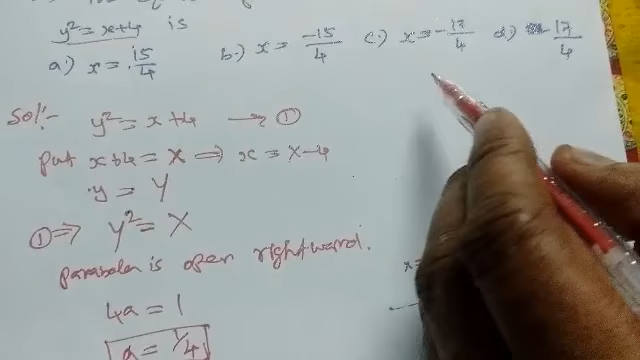 y² = x+4 is
a.) x = 15/4 b.) x = -15/4 c.) x = -17/4 d.) 17/4
Sol:- y² = x+4 → ①
Put x+4 = X ⇒ x = X-4
y = Y
① ⇒ Y² = X
parabola is open rightward.
4a = 1
a = 1/4